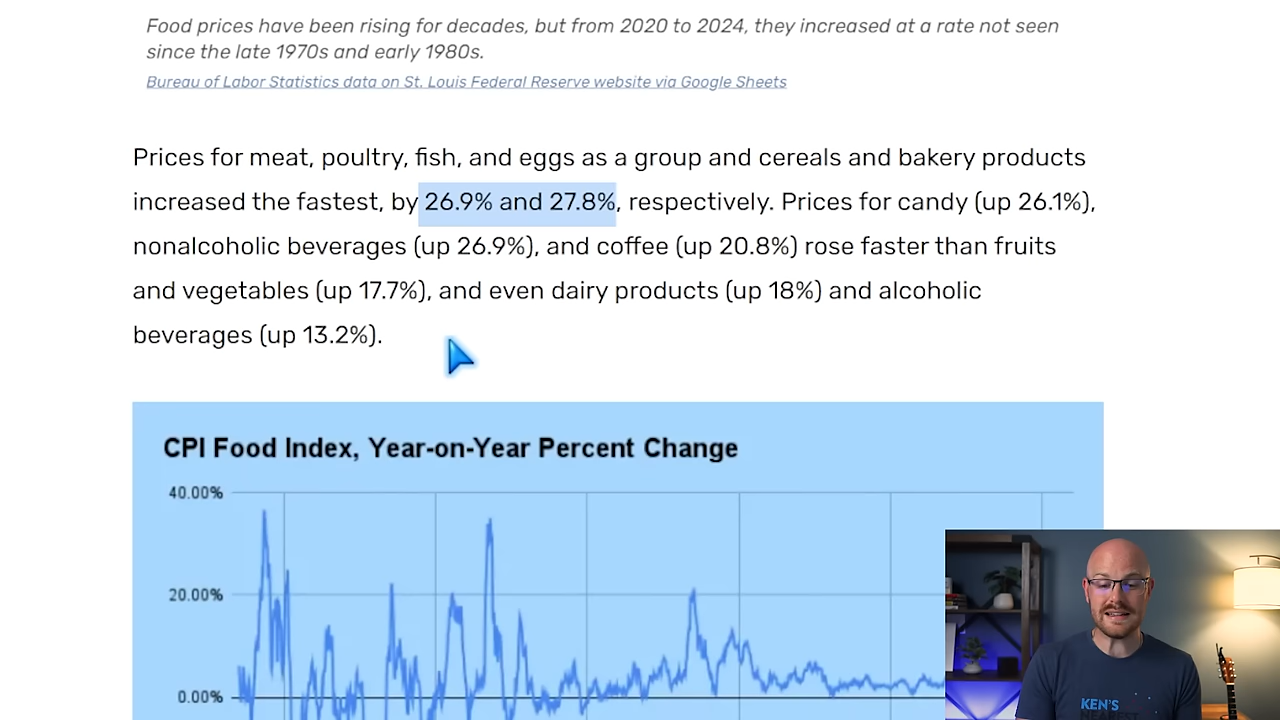 Food prices have been rising for decades, but from 2020 to 2024, they increased at a rate not seen
since the late 1970s and early 1980s.
Bureau of Labor Statistics data on St. Louis Federal Reserve website via Google Sheets
Prices for meat, poultry, fish, and eggs as a group and cereals and bakery products
increased the fastest, by 26.9% and 27.8%, respectively. Prices for candy (up 26.1%),
nonalcoholic beverages (up 26.9%), and coffee (up 20.8%) rose faster than fruits
and vegetables (up 17.7%), and even dairy products (up 18%) and alcoholic
beverages (up 13.2%).
CPI Food Index, Year-on-Year Percent Change
40.00%
20.00%
0.00%
KEN'S